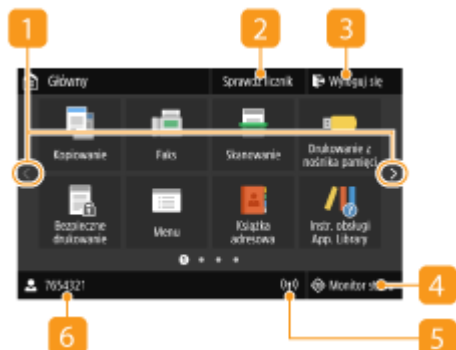 1
2
3
Główny
Sprawdź licznik
Wyloguj się
Kopiowanie
Faks
Skanowanie
Drukowanie z
nośnika pamięci
Bezpieczne
drukowanie
Menu
Książka
adresowa
Instr. obsługi
App. Library
7654321
Monitor
4
5
6